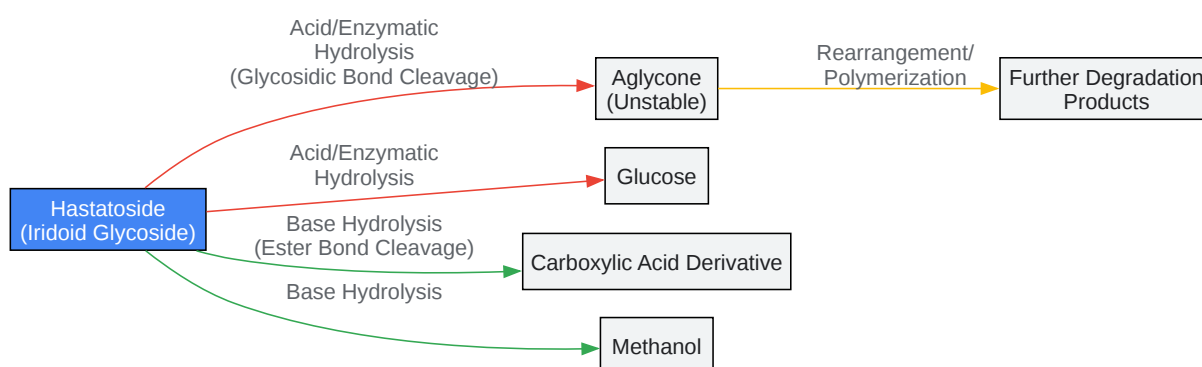 Acid/Enzymatic
Hydrolysis
(Glycosidic Bond Cleavage)
Rearrangement/
Polymerization
Aglycone
(Unstable)
Further Degradation
Products
Acid/Enzymatic
Hydrolysis
Glucose
Hastatoside
(Iridoid Glycoside)
Base Hydrolysis
(Ester Bond Cleavage)
Carboxylic Acid Derivative
Base Hydrolysis
Methanol